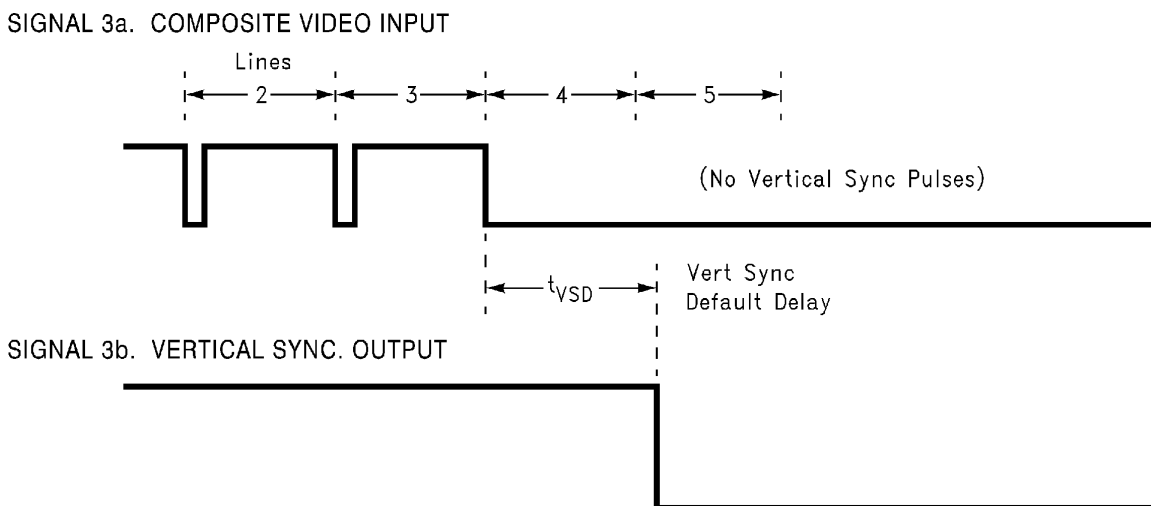 SIGNAL 3a. COMPOSITE VIDEO INPUT
Lines
2 3 4 5
(No Vertical Sync Pulses)
tVSD
Vert Sync
Default Delay
SIGNAL 3b. VERTICAL SYNC. OUTPUT